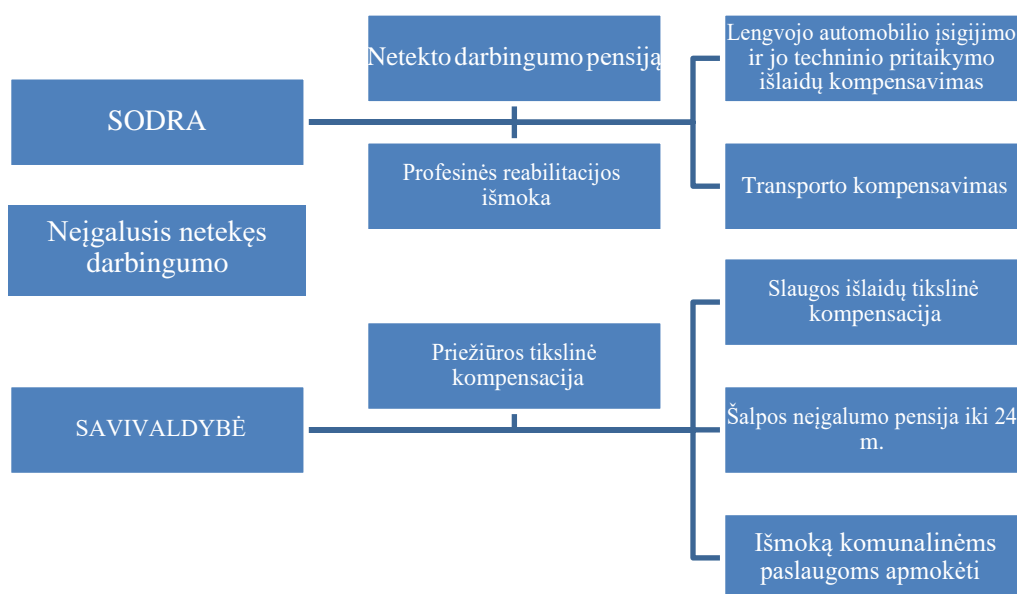 SODRA
Netekto darbingumo pensiją
Profesinės reabilitacijos
išmoka
Lengvojo automobilio įsigijimo
ir jo techninio pritaikymo
išlaidų kompensavimas
Transporto kompensavimas
Neįgalusis netekęs
darbingumo
SAVIVALDYBĖ
Priežiūros tikslinė
kompensacija
Slaugos išlaidų tikslinė
kompensacija
Šalpos neįgalumo pensija iki 24
m.
Išmoką komunalinėms
paslaugoms apmokėti